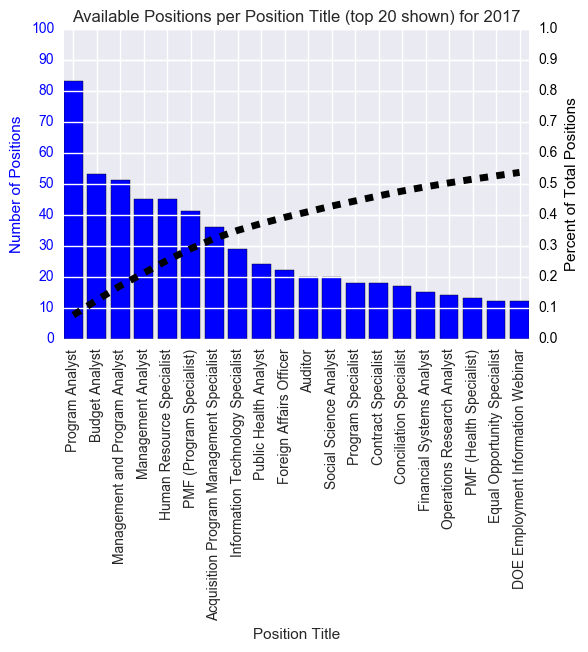 Available Positions per Position Title (top 20 shown) for 2017
Number of Positions
100
90
80
70
60
50
40
30
20
10
0
1.0
0.9
0.8
0.7
0.6
0.5
0.4
0.3
0.2
0.1
0.0
Percent of Total Positions
Program Analyst
Budget Analyst
Management and Program Analyst
Management Analyst
Human Resource Specialist
PMF (Program Specialist)
Acquisition Program Management Specialist
Information Technology Specialist
Public Health Analyst
Foreign Affairs Officer
Auditor
Social Science Analyst
Program Specialist
Contract Specialist
Conciliation Specialist
Financial Systems Analyst
Operations Research Analyst
PMF (Health Specialist)
Equal Opportunity Specialist
DOE Employment Information Webinar
Position Title